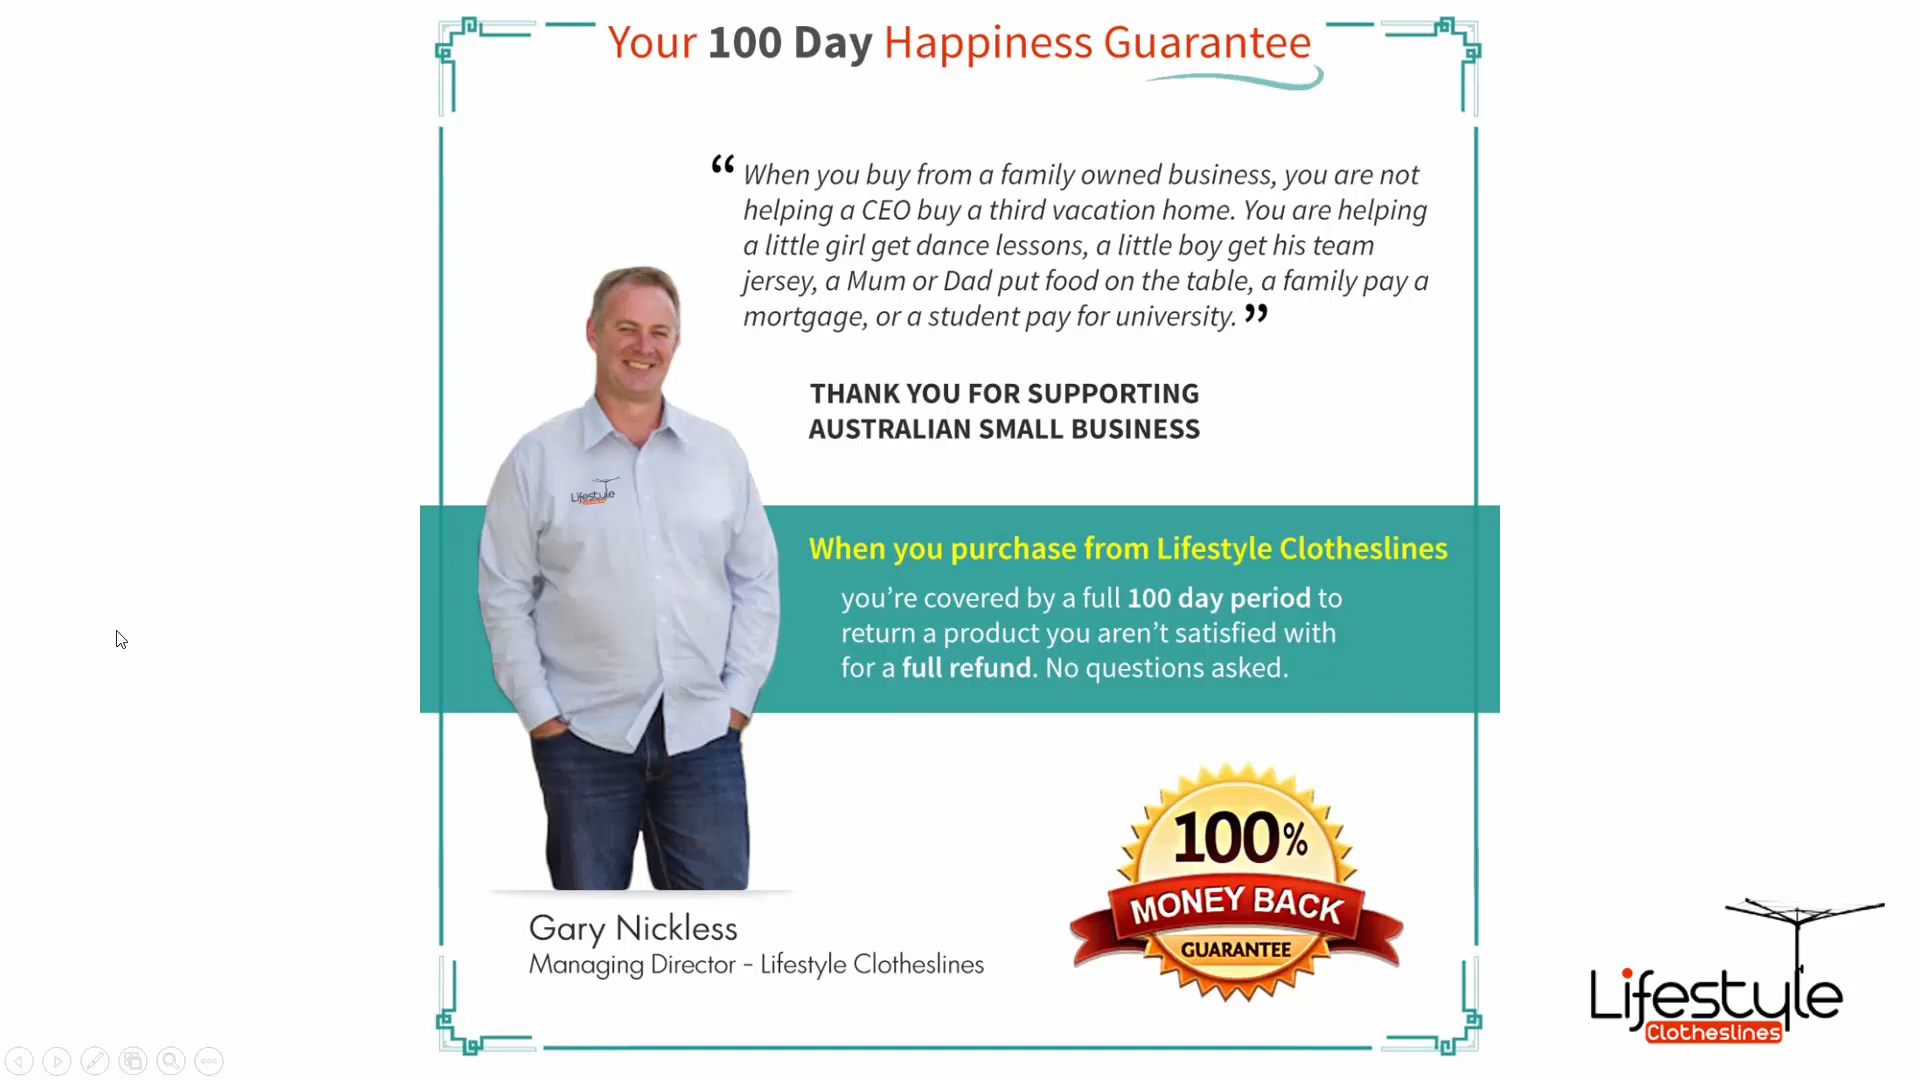 Your 100 Day Happiness Guarantee
“ When you buy from a family owned business, you are not
helping a CEO buy a third vacation home. You are helping
a little girl get dance lessons, a little boy get his team
jersey, a Mum or Dad put food on the table, a family pay a
mortgage, or a student pay for university. ”
THANK YOU FOR SUPPORTING
AUSTRALIAN SMALL BUSINESS
Lifestyle
When you purchase from Lifestyle Clotheslines
you’re covered by a full 100 day period to
return a product you aren’t satisfied with
for a full refund. No questions asked.
100%
MONEY BACK
GUARANTEE
Gary Nickless
Managing Director – Lifestyle Clotheslines
Lifestyle
Clotheslines